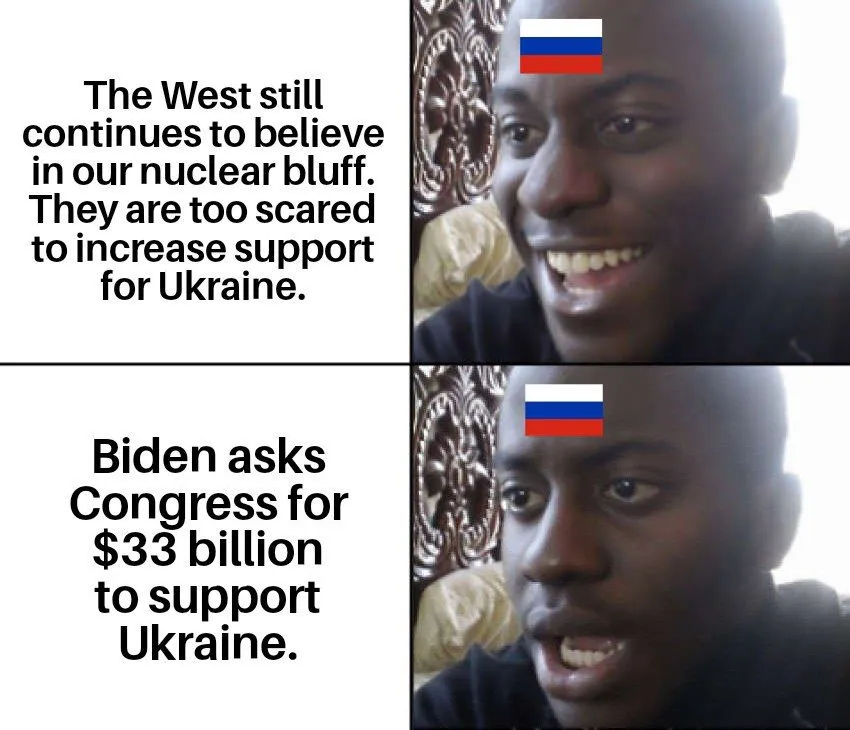 The West still
continues to believe
in our nuclear bluff.
They are too scared
to increase support
for Ukraine.
Biden asks
Congress for
$33 billion
to support
Ukraine.